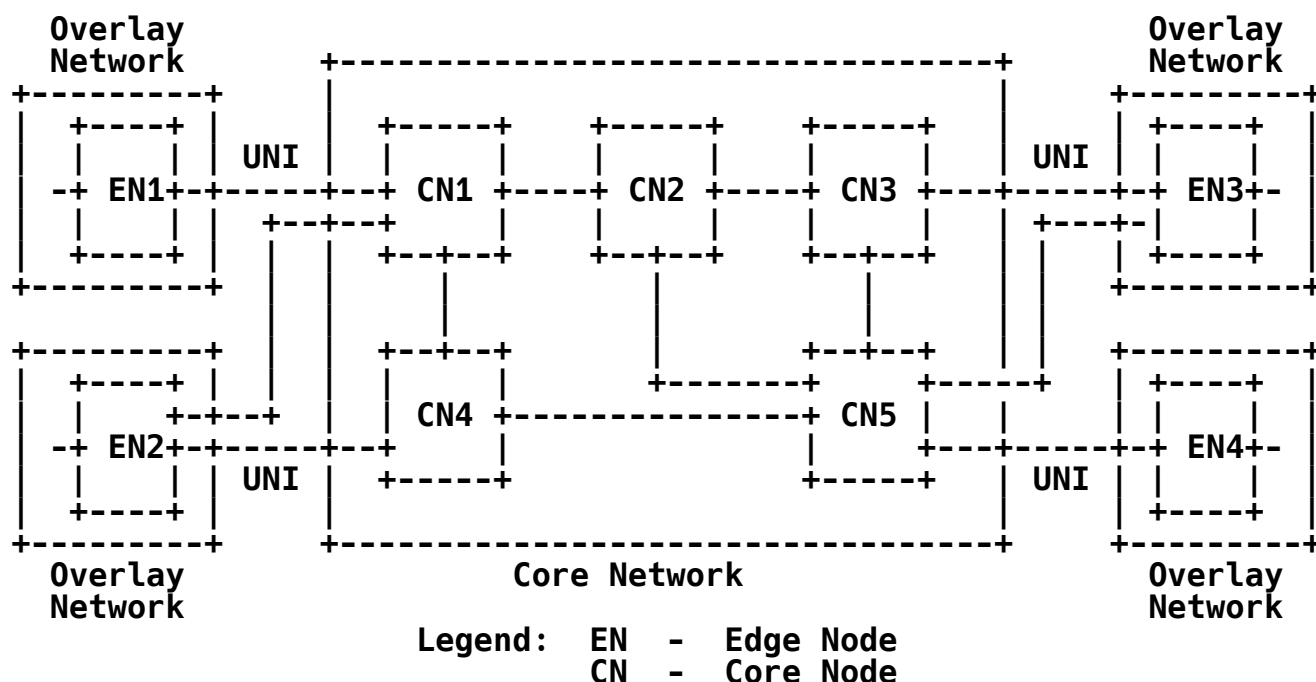 Overlay Overlay
Network Network
UNI UNI
EN1 CN1 CN2 CN3 EN3
CN4 CN5
EN2 EN4
UNI UNI
Overlay Core Network Overlay
Network Network
Legend: EN - Edge Node
CN - Core Node